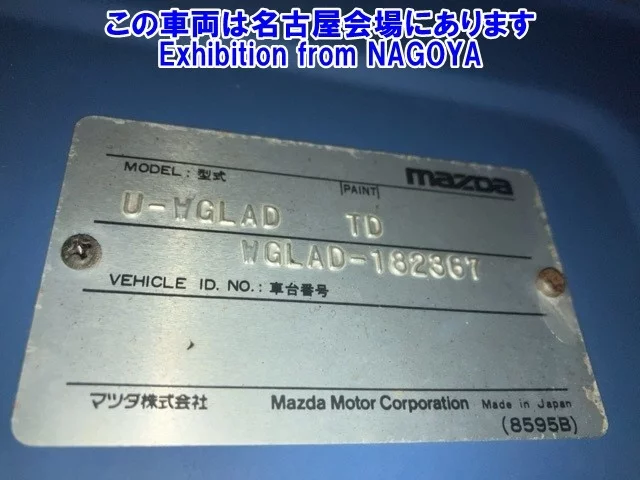 この車両は名古屋会場にあります
Exhibition from NAGOYA
MODEL : 型式
mazda
PAINT
U-WGLAD TD
WGLAD-182367
VEHICLE ID. NO. : 車台番号
マツダ株式会社 Mazda Motor Corporation Made in Japan
(8595B)